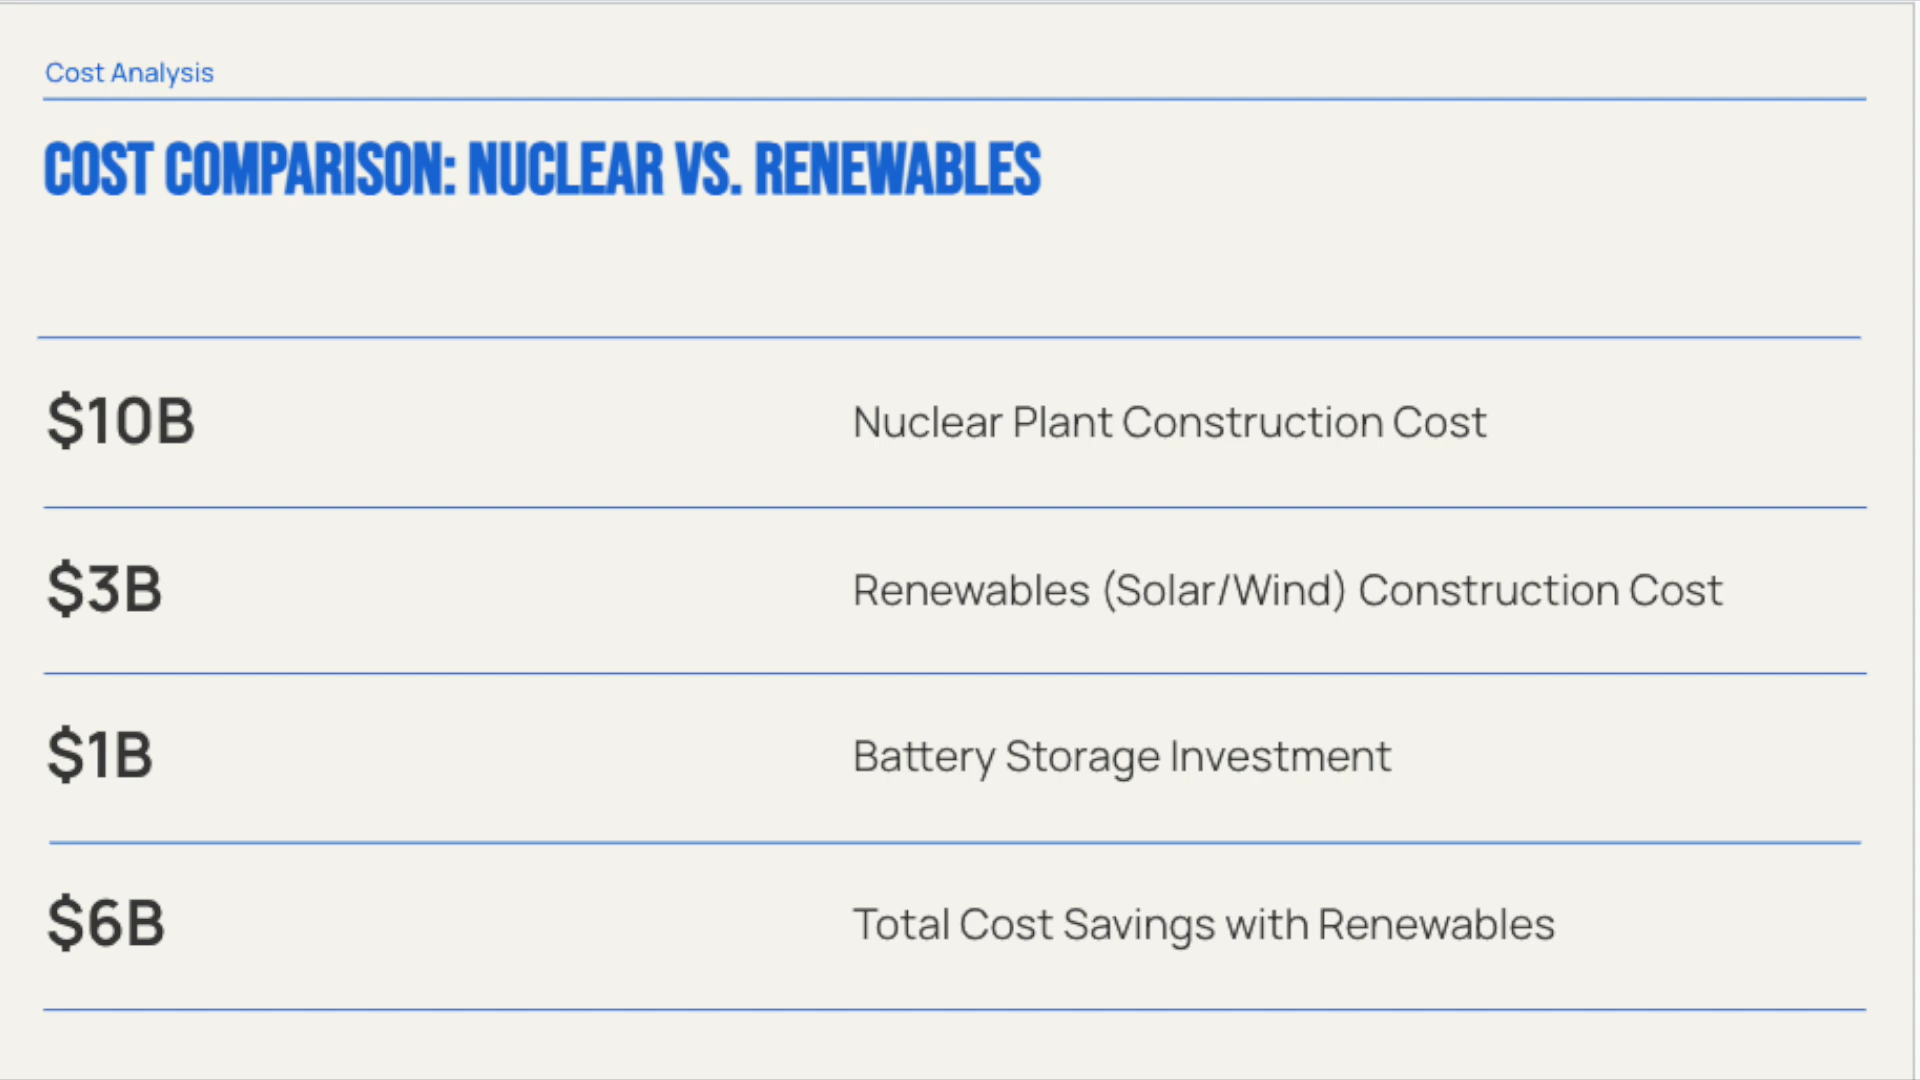 Cost Analysis
COST COMPARISON: NUCLEAR VS. RENEWABLES
$10B
Nuclear Plant Construction Cost
$3B
Renewables (Solar/Wind) Construction Cost
$1B
Battery Storage Investment
$6B
Total Cost Savings with Renewables